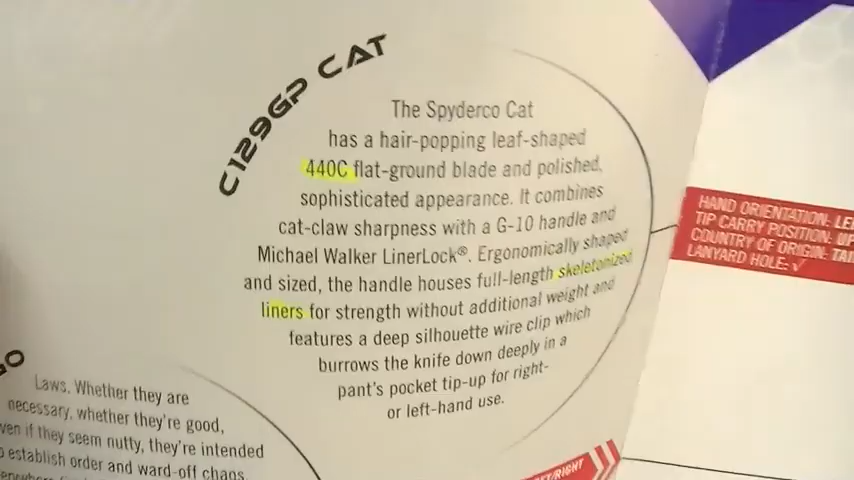 C129GP CAT
The Spyderco Cat
has a hair-popping leaf-shaped
440C flat-ground blade and polished,
sophisticated appearance. It combines
cat-claw sharpness with a G-10 handle and
Michael Walker LinerLock®. Ergonomically shaped
and sized, the handle houses full-length skeletonized
liners for strength without additional weight and
features a deep silhouette wire clip which
burrows the knife down deeply in a
pant's pocket tip-up for right-
or left-hand use.
HAND ORIENTATION:
TIP CARRY POSITION:
COUNTRY OF ORIGIN:
LANYARD HOLE: ✓
Laws. Whether they are
necessary, whether they're good,
if they seem nutty, they're intended
establish order and ward-off chaos.
/RIGHT